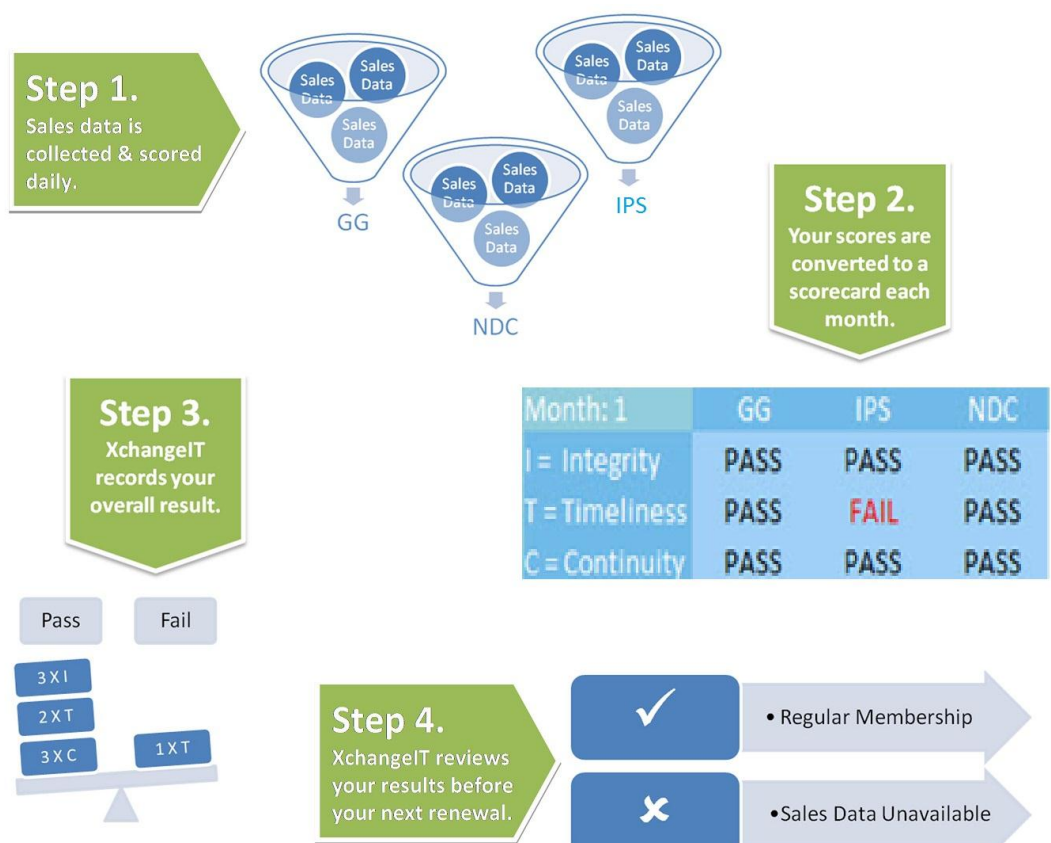 Step 1.
Sales data is
collected & scored
daily.
Sales
Data
Sales
Data
Sales
Data
GG
Sales
Data
Sales
Data
Sales
Data
NDC
Sales
Data
Sales
Data
Sales
Data
IPS
Step 2.
Your scores are
converted to a
scorecard each
month.
Month: 1 GG IPS NDC
I = Integrity PASS PASS PASS
T = Timeliness PASS FAIL PASS
C = Continuity PASS PASS PASS
Step 3.
XchangeIT
records your
overall result.
Pass
Fail
3 X I
2 X T
3 X C
1 X T
Step 4.
XchangeIT reviews
your results before
your next renewal.
• Regular Membership
•Sales Data Unavailable